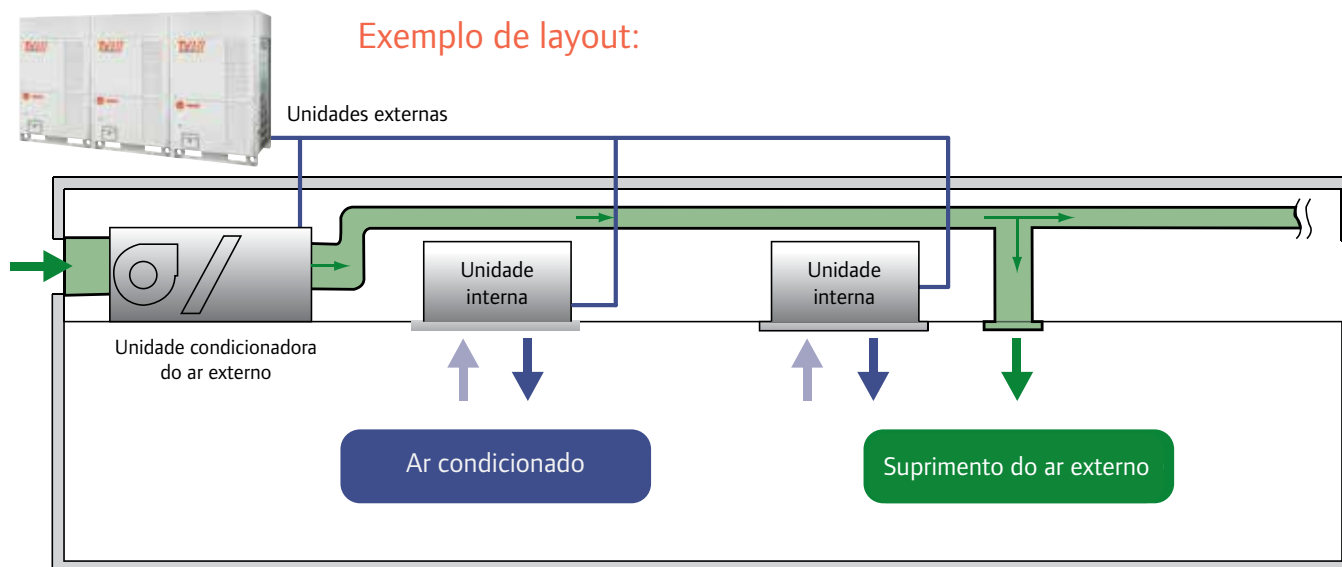 Exemplo de layout:
Unidades externas
Unidade
interna
Unidade
interna
Unidade condicionadora
do ar externo
Ar condicionado
Suprimento do ar externo